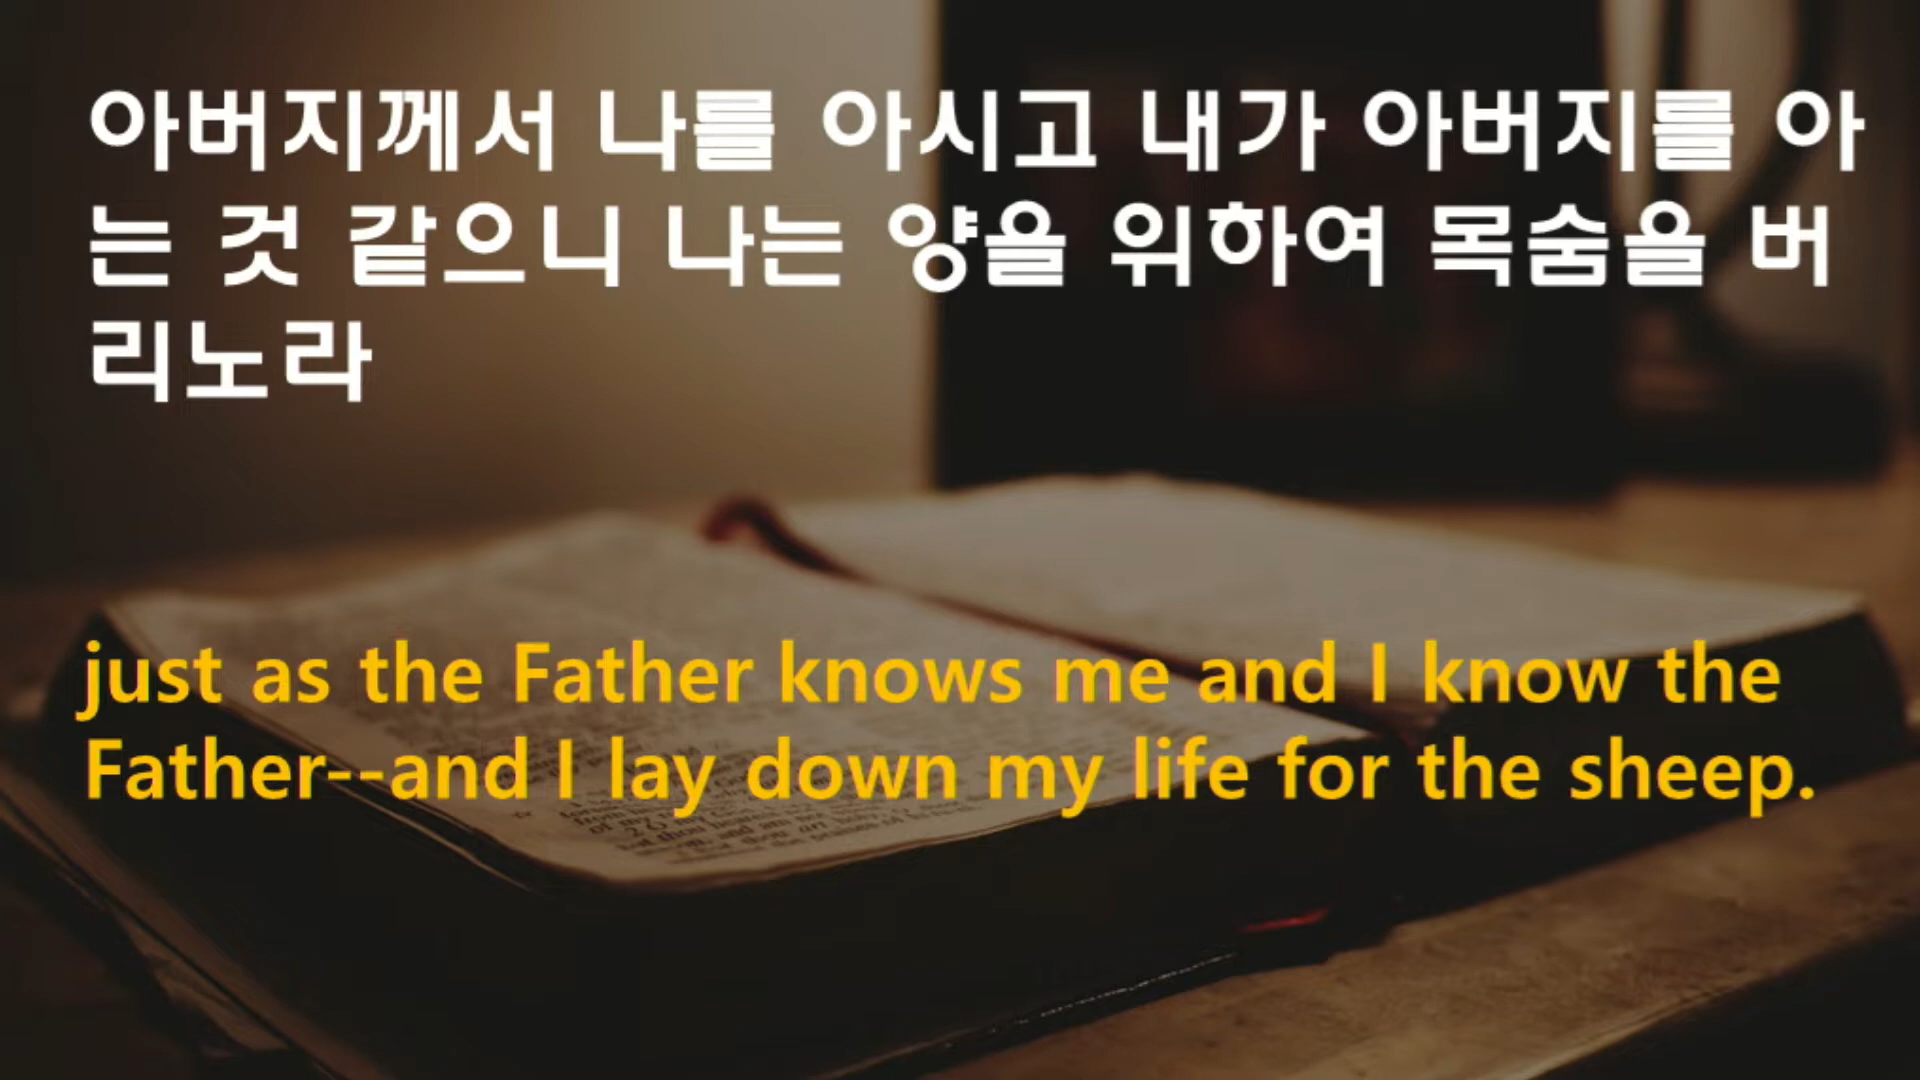 아버지께서 나를 아시고 내가 아버지를 아
는 것 같으니 나는 양을 위하여 목숨을 버
리노라
just as the Father knows me and I know the
Father--and I lay down my life for the sheep.